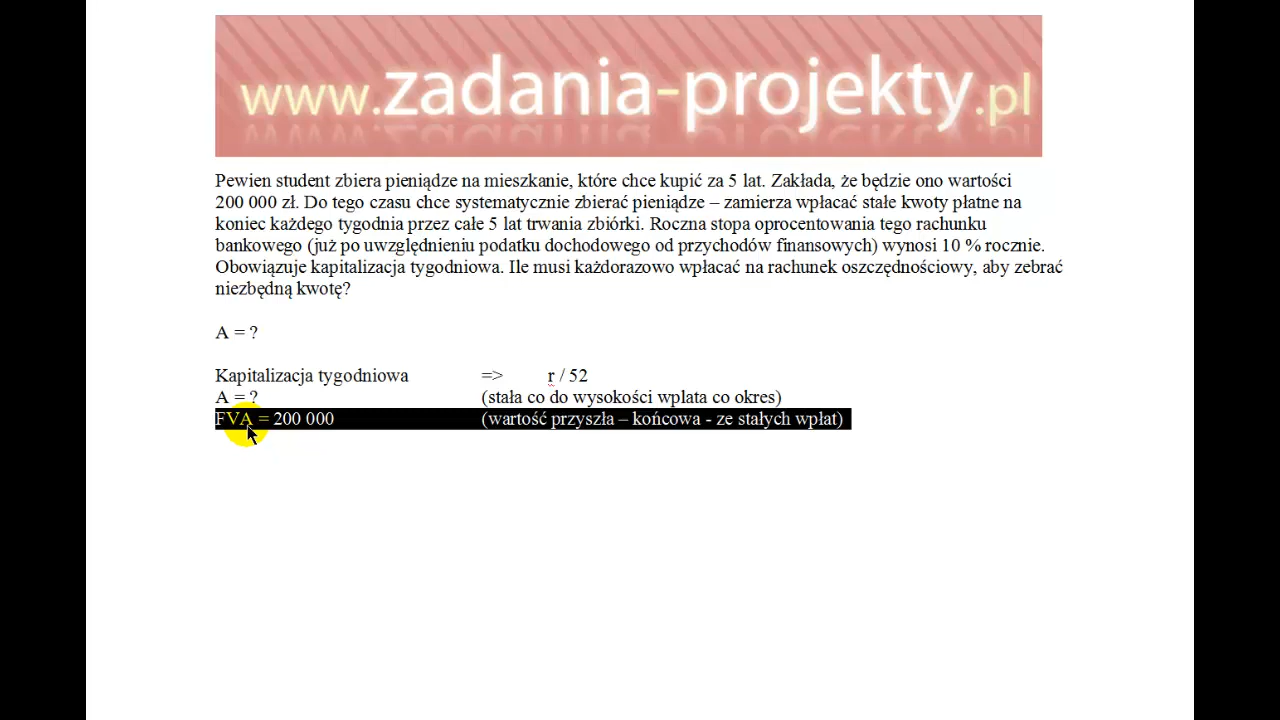 www.zadania-projekty.pl
Pewien student zbiera pieniądze na mieszkanie, które chce kupić za 5 lat. Zakłada, że będzie ono wartości
200 000 zł. Do tego czasu chce systematycznie zbierać pieniądze – zamierza wpłacać stałe kwoty płatne na
koniec każdego tygodnia przez całe 5 lat trwania zbiórki. Roczna stopa oprocentowania tego rachunku
bankowego (już po uwzględnieniu podatku dochodowego od przychodów finansowych) wynosi 10 % rocznie.
Obowiązuje kapitalizacja tygodniowa. Ile musi każdorazowo wpłacać na rachunek oszczędnościowy, aby zebrać
niezbędną kwotę?
A = ?
Kapitalizacja tygodniowa => r / 52
A = ? (stała co do wysokości wplata co okres)
FVA = 200 000 (wartość przyszła – końcowa - ze stałych wpłat)